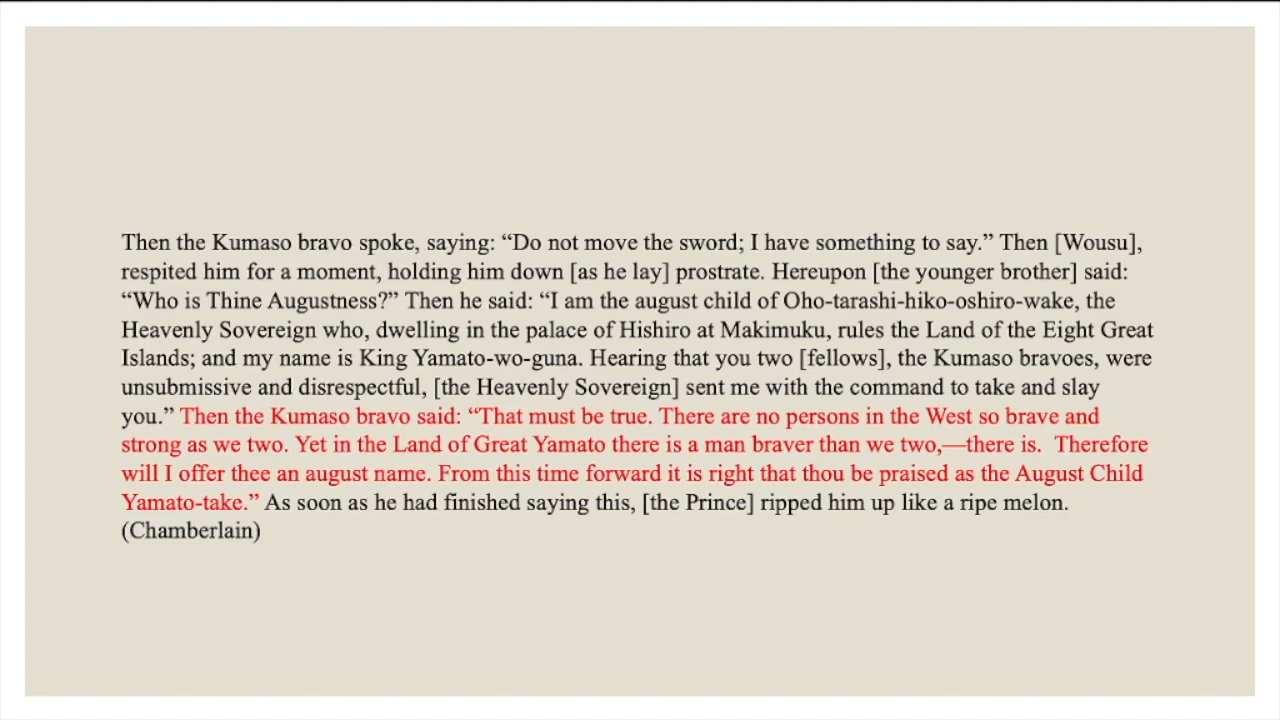 Then the Kumaso bravo spoke, saying: “Do not move the sword; I have something to say.” Then [Wousu],
respited him for a moment, holding him down [as he lay] prostrate. Hereupon [the younger brother] said:
“Who is Thine Augustness?” Then he said: “I am the august child of Oho-tarashi-hiko-oshiro-wake, the
Heavenly Sovereign who, dwelling in the palace of Hishiro at Makimuku, rules the Land of the Eight Great
Islands; and my name is King Yamato-wo-guna. Hearing that you two [fellows], the Kumaso bravoes, were
unsubmissive and disrespectful, [the Heavenly Sovereign] sent me with the command to take and slay
you.” Then the Kumaso bravo said: “That must be true. There are no persons in the West so brave and
strong as we two. Yet in the Land of Great Yamato there is a man braver than we two,—there is.  Therefore
will I offer thee an august name. From this time forward it is right that thou be praised as the August Child
Yamato-take.” As soon as he had finished saying this, [the Prince] ripped him up like a ripe melon.
(Chamberlain)